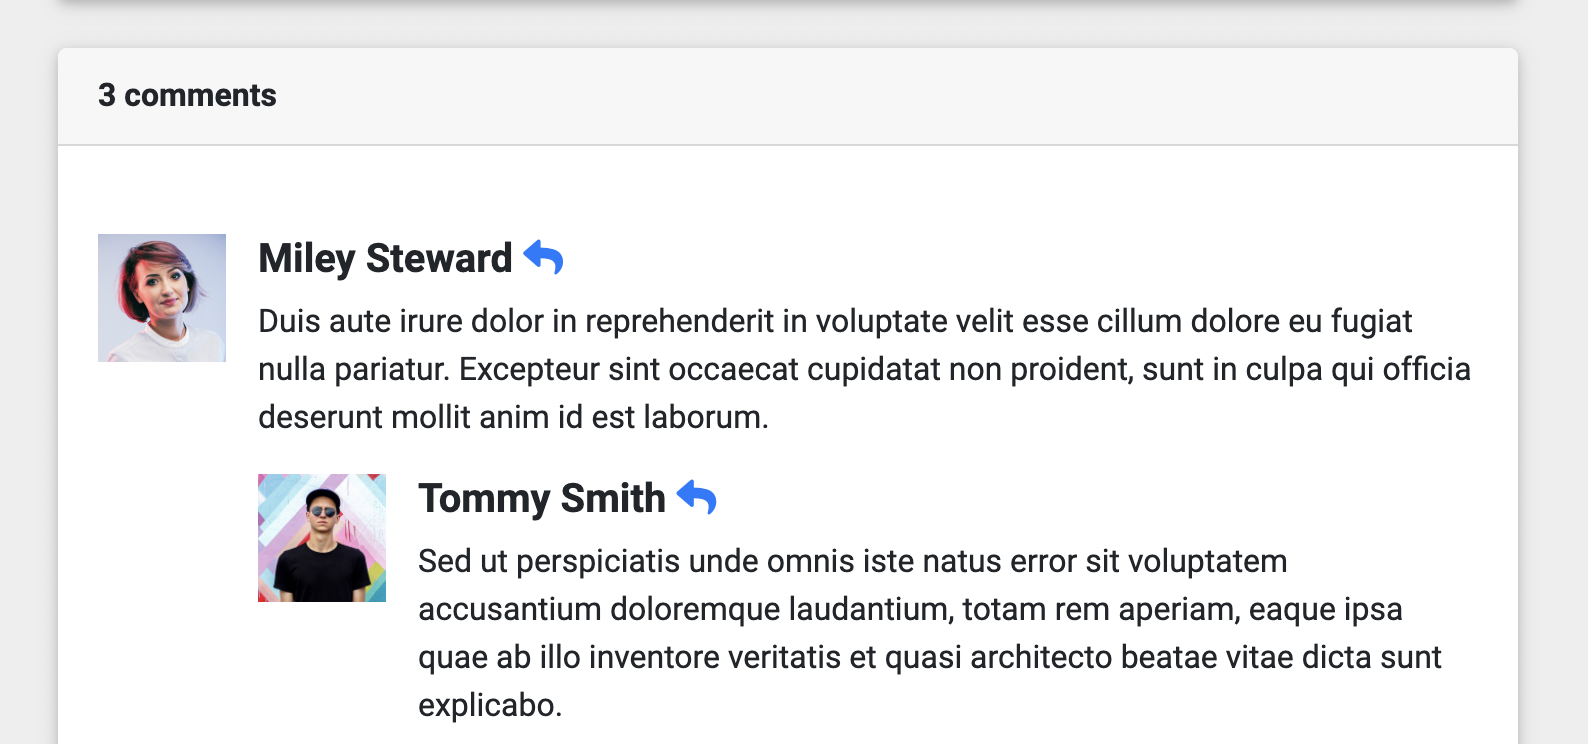 3 comments
Miley Steward
Duis aute irure dolor in reprehenderit in voluptate velit esse cillum dolore eu fugiat
nulla pariatur. Excepteur sint occaecat cupidatat non proident, sunt in culpa qui officia
deserunt mollit anim id est laborum.
Tommy Smith
Sed ut perspiciatis unde omnis iste natus error sit voluptatem
accusantium doloremque laudantium, totam rem aperiam, eaque ipsa
quae ab illo inventore veritatis et quasi architecto beatae vitae dicta sunt
explicabo.